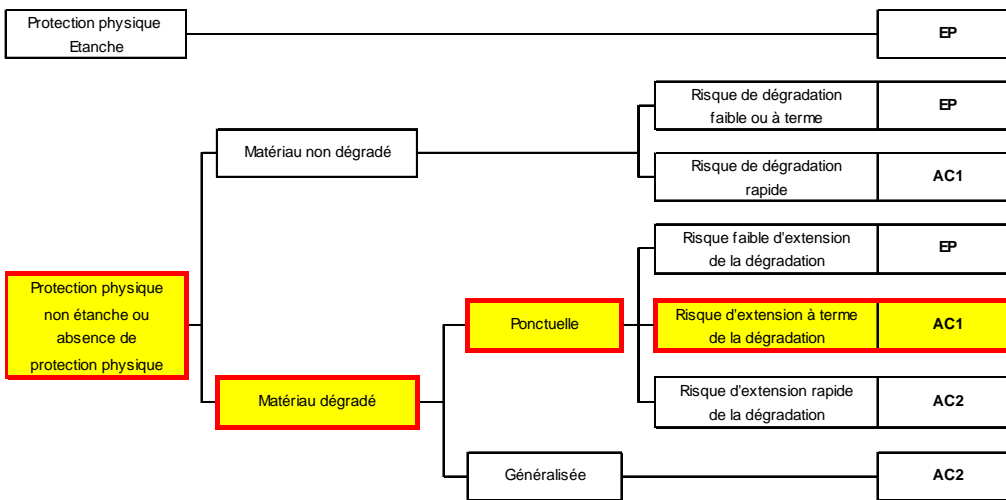 Protection physique
Etanche
EP
Risque de dégradation
faible ou à terme
EP
Matériau non dégradé
Risque de dégradation
rapide
AC1
Risque faible d'extension
de la dégradation
EP
Protection physique
non étanche ou
absence de
protection physique
Ponctuelle
Risque d'extension à terme
de la dégradation
AC1
Matériau dégradé
Risque d'extension rapide
de la dégradation
AC2
Généralisée
AC2